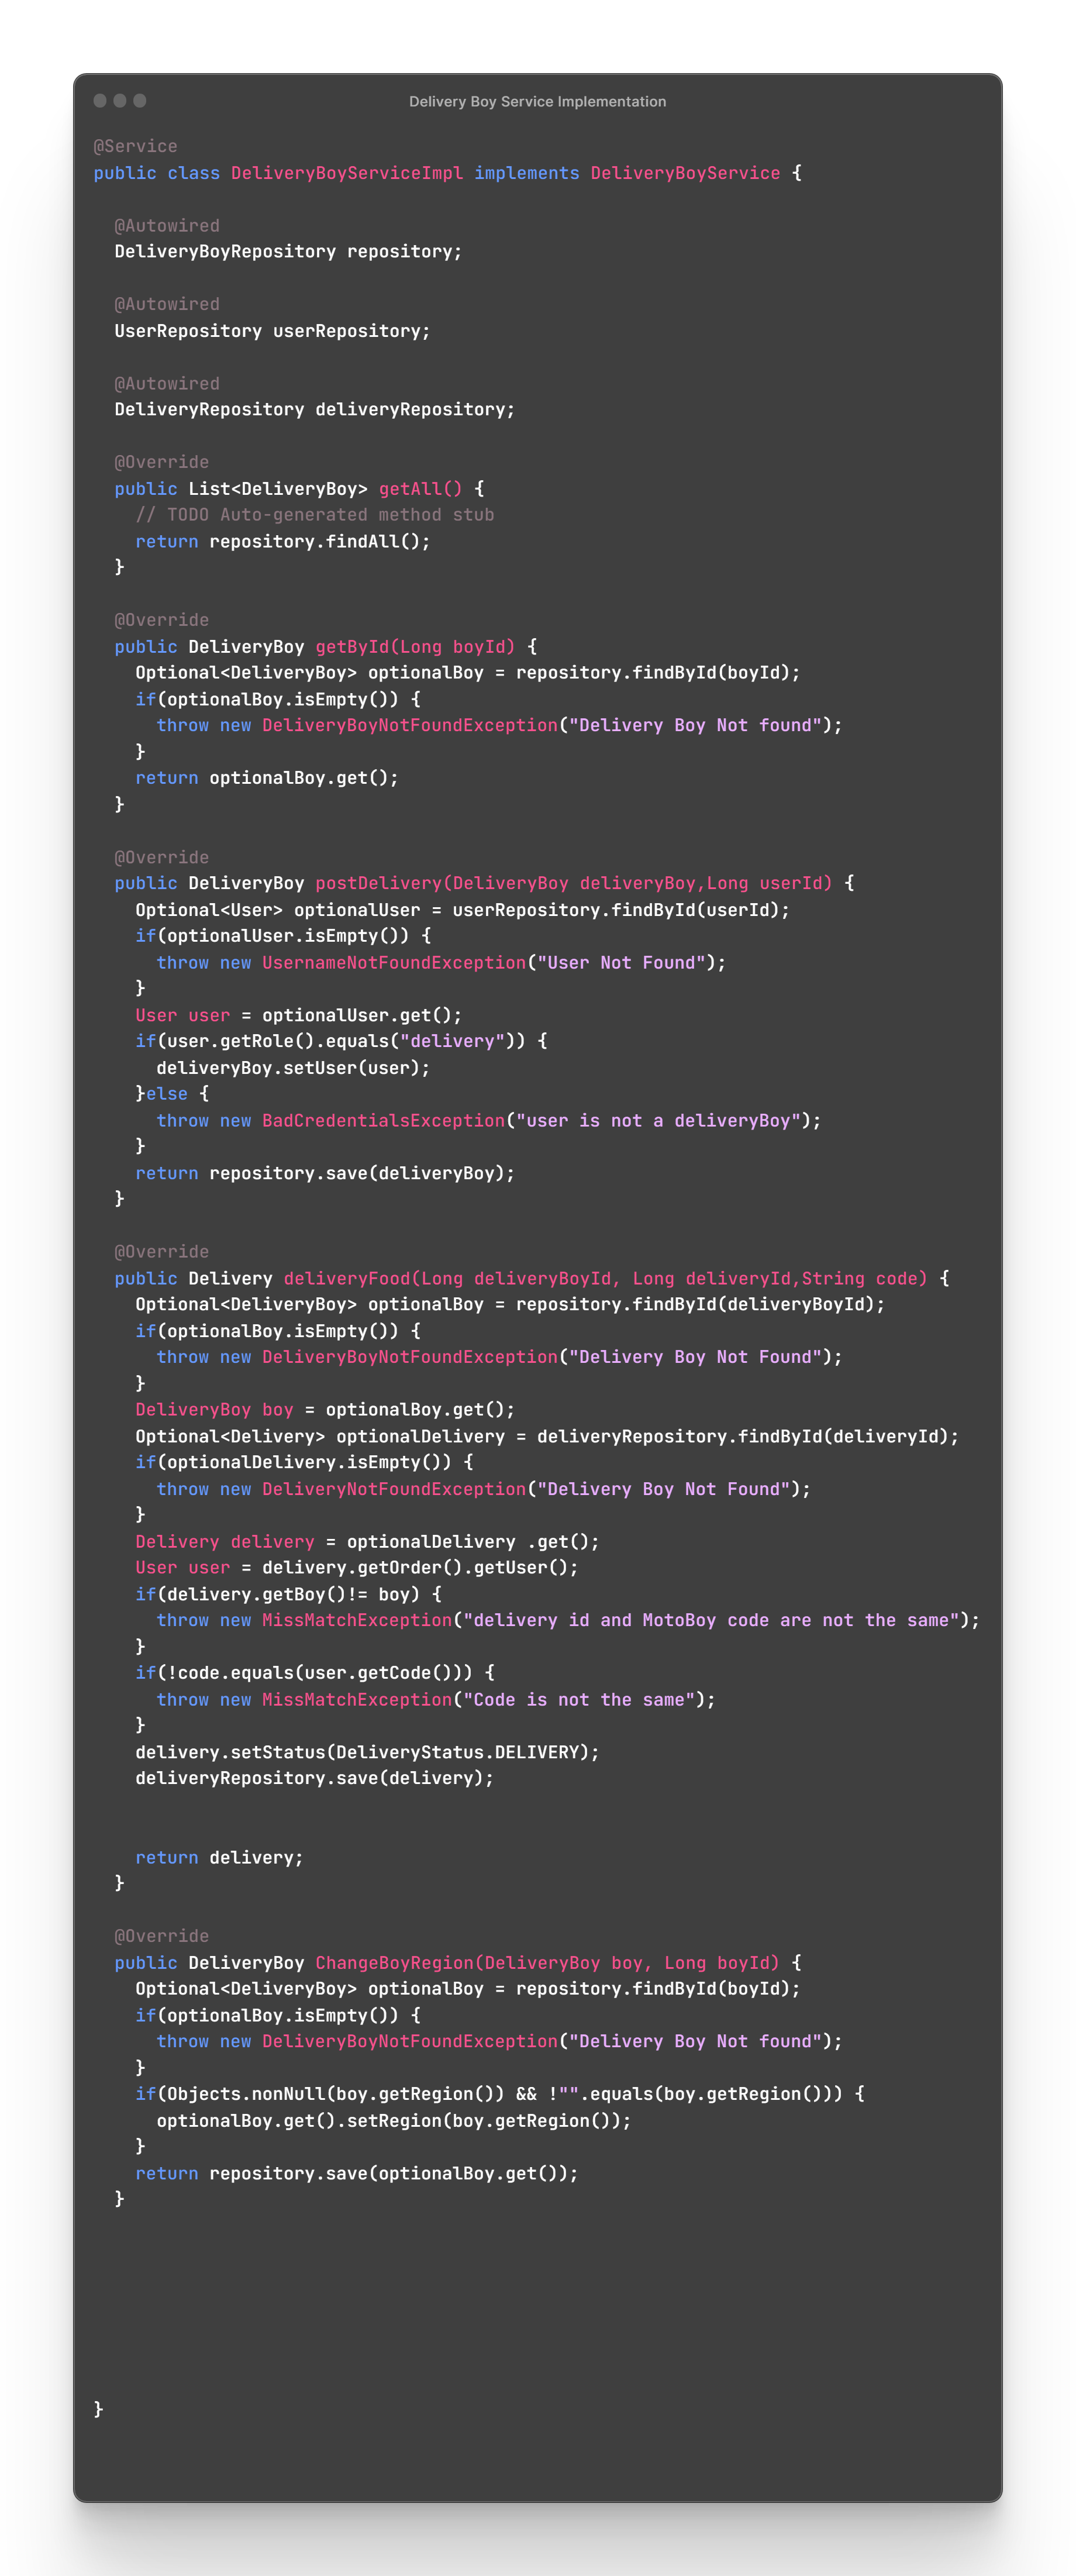 Delivery Boy Service Implementation
@Service
public class DeliveryBoyServiceImpl implements DeliveryBoyService {
@Autowired
DeliveryBoyRepository repository;
@Autowired
UserRepository userRepository;
@Autowired
DeliveryRepository deliveryRepository;
@Override
public List<DeliveryBoy> getAll() {
// TODO Auto-generated method stub
return repository.findAll();
}
@Override
public DeliveryBoy getById(Long boyId) {
Optional<DeliveryBoy> optionalBoy = repository.findById(boyId);
if(optionalBoy.isEmpty()) {
throw new DeliveryBoyNotFoundException("Delivery Boy Not found");
}
return optionalBoy.get();
}
@Override
public DeliveryBoy postDelivery(DeliveryBoy deliveryBoy,Long userId) {
Optional<User> optionalUser = userRepository.findById(userId);
if(optionalUser.isEmpty()) {
throw new UsernameNotFoundException("User Not Found");
}
User user = optionalUser.get();
if(user.getRole().equals("delivery")) {
deliveryBoy.setUser(user);
}else {
throw new BadCredentialsException("user is not a deliveryBoy");
}
return repository.save(deliveryBoy);
}
@Override
public Delivery deliveryFood(Long deliveryBoyId, Long deliveryId,String code) {
Optional<DeliveryBoy> optionalBoy = repository.findById(deliveryBoyId);
if(optionalBoy.isEmpty()) {
throw new DeliveryBoyNotFoundException("Delivery Boy Not Found");
}
DeliveryBoy boy = optionalBoy.get();
Optional<Delivery> optionalDelivery = deliveryRepository.findById(deliveryId);
if(optionalDelivery.isEmpty()) {
throw new DeliveryNotFoundException("Delivery Boy Not Found");
}
Delivery delivery = optionalDelivery .get();
User user = delivery.getOrder().getUser();
if(delivery.getBoy()!= boy) {
throw new MissMatchException("delivery id and MotoBoy code are not the same");
}
if(!code.equals(user.getCode())) {
throw new MissMatchException("Code is not the same");
}
delivery.setStatus(DeliveryStatus.DELIVERY);
deliveryRepository.save(delivery);
return delivery;
}
@Override
public DeliveryBoy ChangeBoyRegion(DeliveryBoy boy, Long boyId) {
Optional<DeliveryBoy> optionalBoy = repository.findById(boyId);
if(optionalBoy.isEmpty()) {
throw new DeliveryBoyNotFoundException("Delivery Boy Not found");
}
if(Objects.nonNull(boy.getRegion()) && !"".equals(boy.getRegion())) {
optionalBoy.get().setRegion(boy.getRegion());
}
return repository.save(optionalBoy.get());
}
}